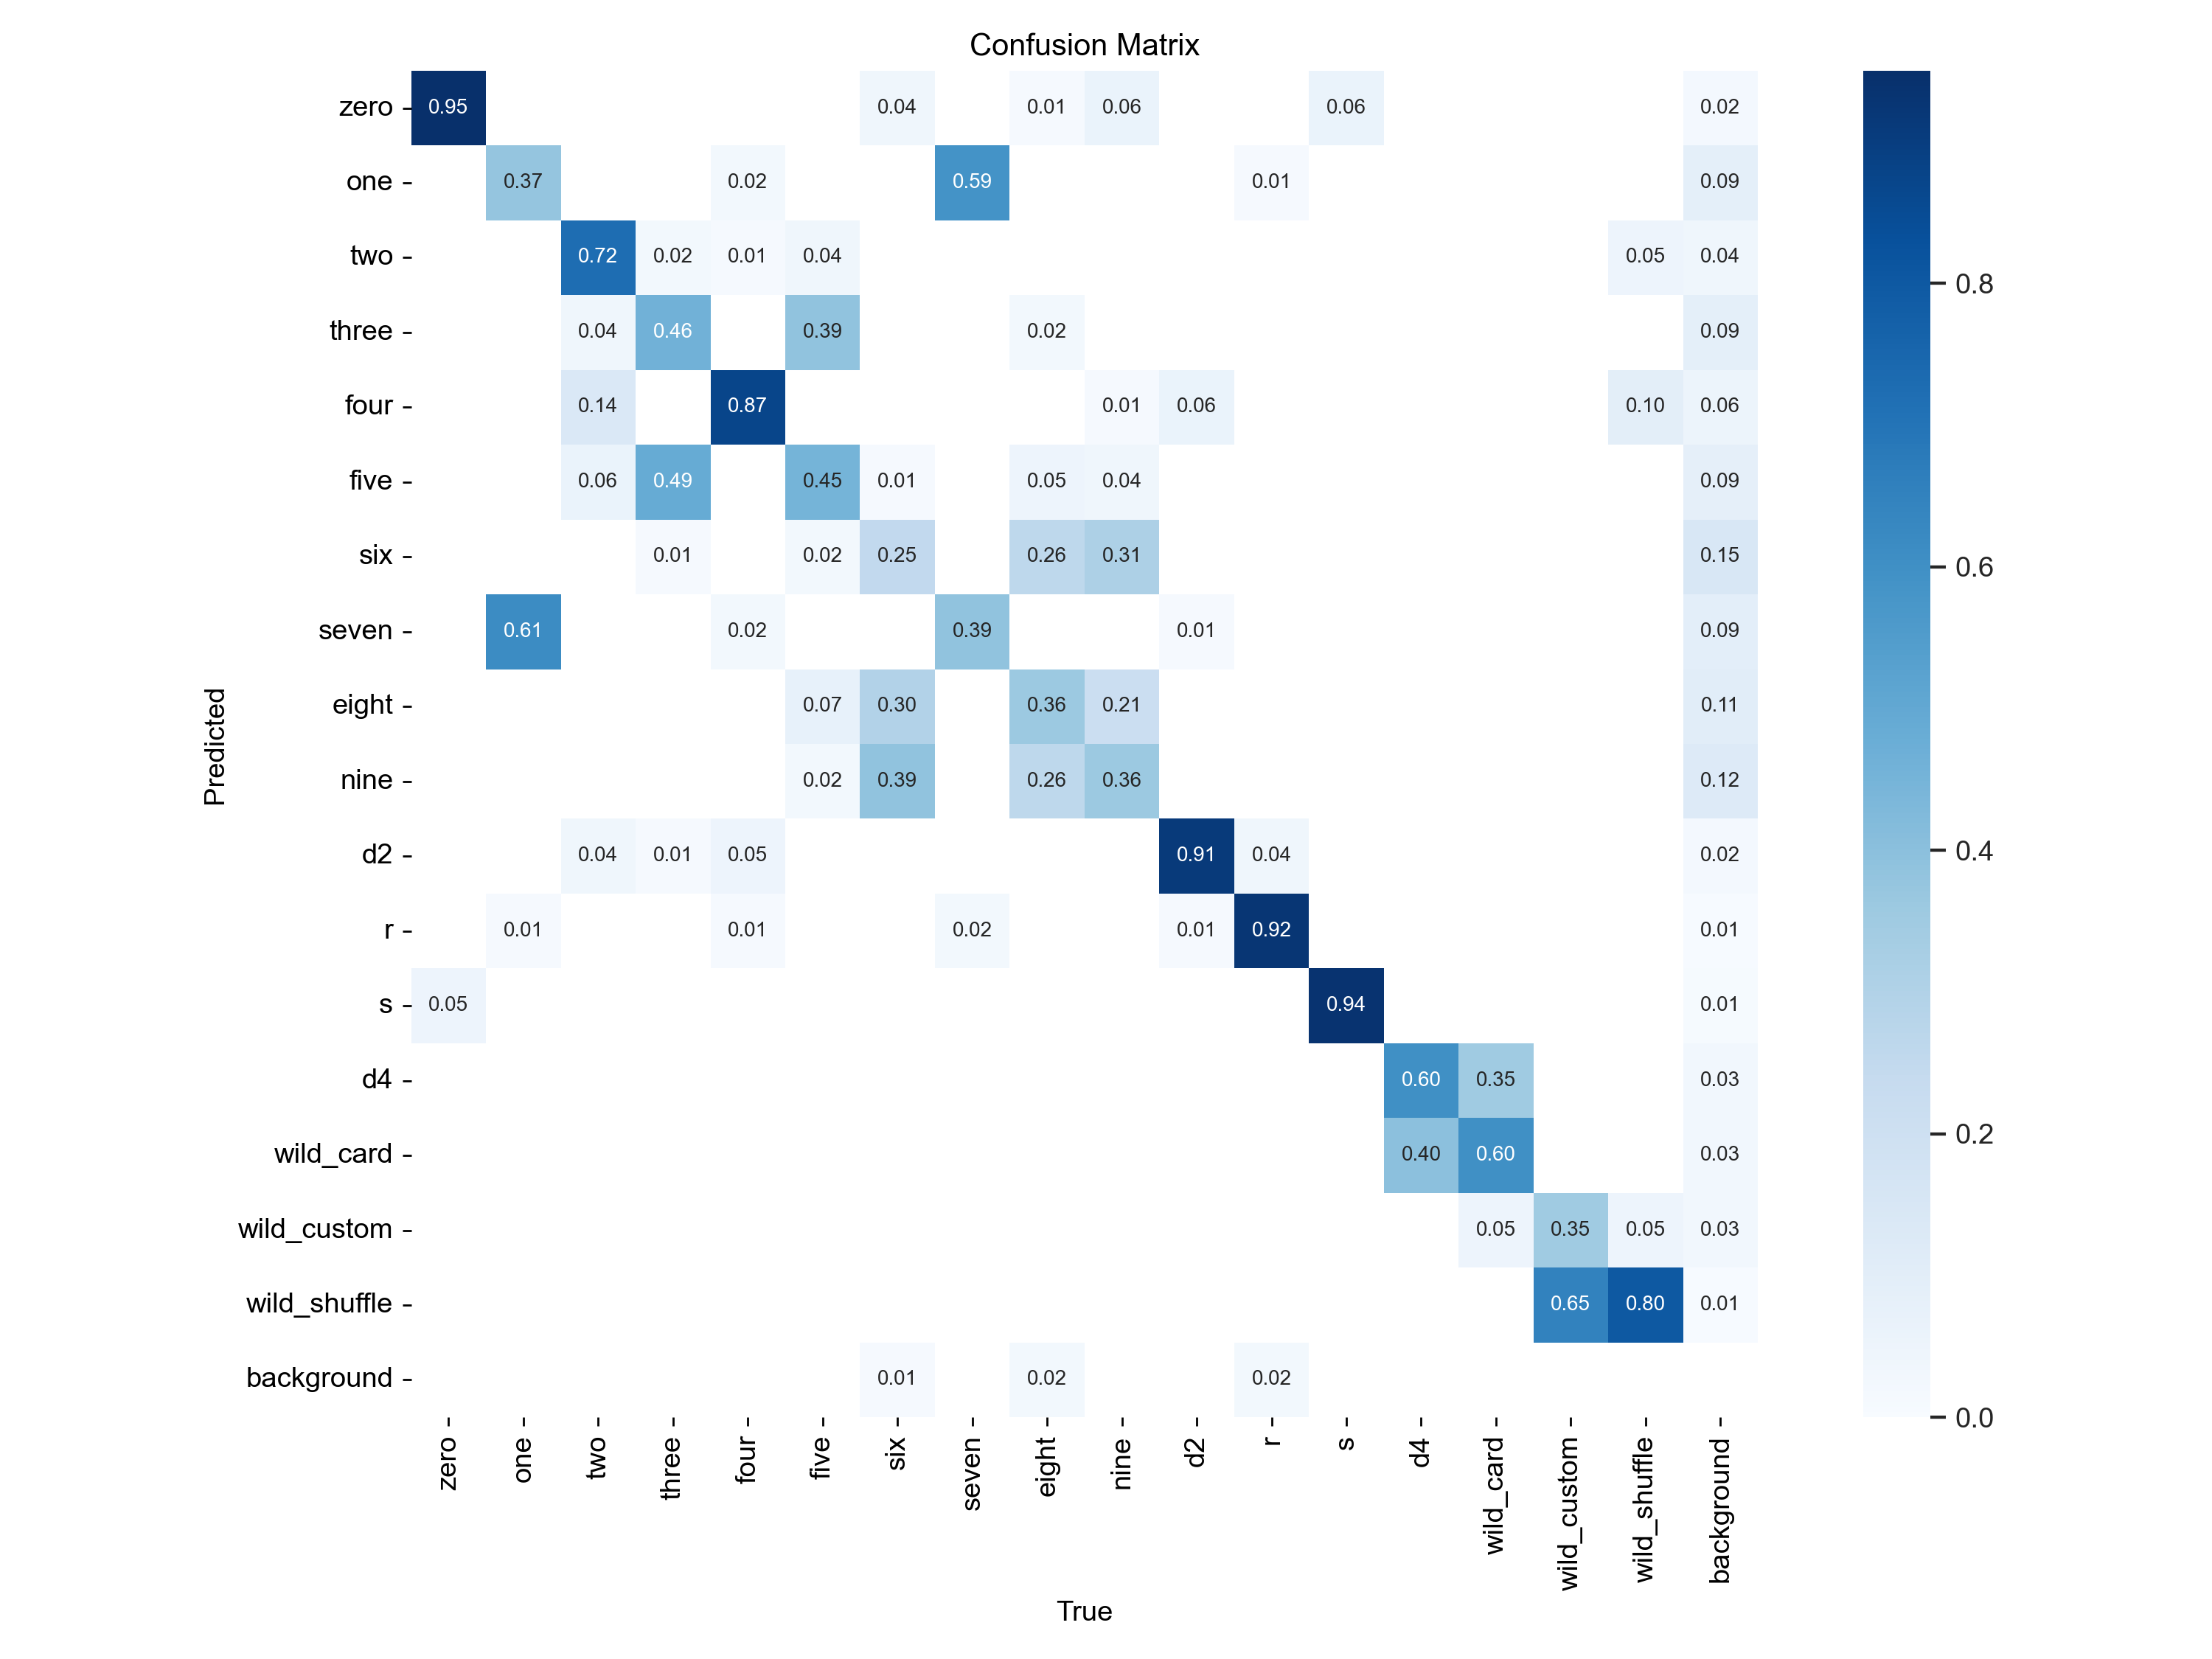 Confusion Matrix
zero 0.95 0.04 0.01 0.06 0.06 0.02
one 0.37 0.02 0.59 0.01 0.09
two 0.72 0.02 0.01 0.04 0.05 0.04
0.8
three 0.04 0.46 0.39 0.02 0.09
four 0.14 0.87 0.01 0.06 0.10 0.06
five 0.06 0.49 0.45 0.01 0.05 0.04 0.09
six 0.01 0.02 0.25 0.26 0.31 0.15
0.6
seven 0.61 0.02 0.39 0.01 0.09
eight 0.07 0.30 0.36 0.21 0.11
Predicted
nine 0.02 0.39 0.26 0.36 0.12
d2 0.04 0.01 0.05 0.91 0.04 0.02
0.4
r 0.01 0.01 0.02 0.01 0.92 0.01
s 0.05 0.94 0.01
d4 0.60 0.35 0.03
0.2
wild_card 0.40 0.60 0.03
wild_custom 0.05 0.35 0.05 0.03
wild_shuffle 0.65 0.80 0.01
background 0.01 0.02 0.02
0.0
zero one two three four five six seven eight nine d2 r s d4 wild_card wild_custom wild_shuffle background
True